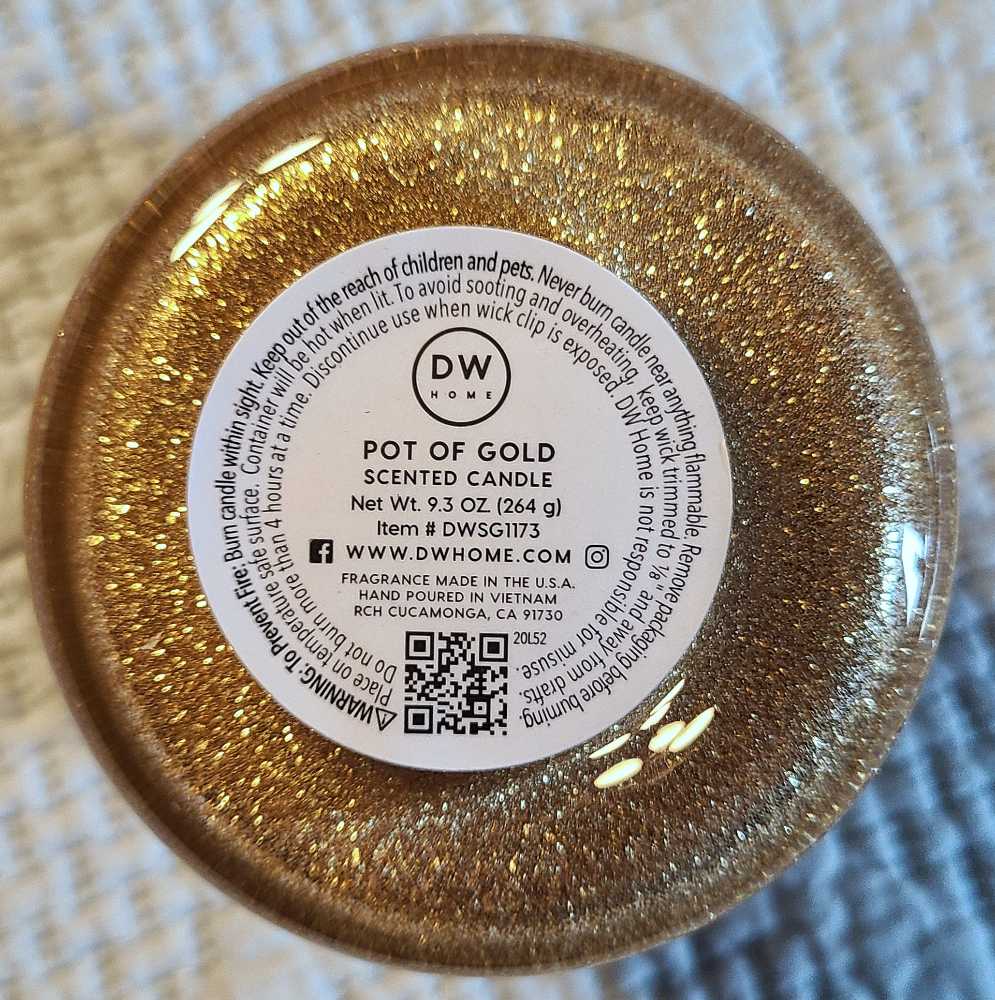 ⚠WARNING: To Prevent Fire: Burn candle within sight. Keep out of the reach of children and pets. Never burn candle near anything flammable. Remove packaging before burning.
Place on temperature safe surface. Container will be hot when lit. To avoid sooting and overheating, keep wick trimmed to ⅛" and away from drafts.
Do not burn more than 4 hours at a time. Discontinue use when wick clip is exposed. DW Home is not responsible for misuse.
DW
HOME
POT OF GOLD
SCENTED CANDLE
Net Wt. 9.3 OZ. (264 g)
Item # DWSG1173
WWW.DWHOME.COM
FRAGRANCE MADE IN THE U.S.A.
HAND POURED IN VIETNAM
RCH CUCAMONGA, CA 91730
20L52